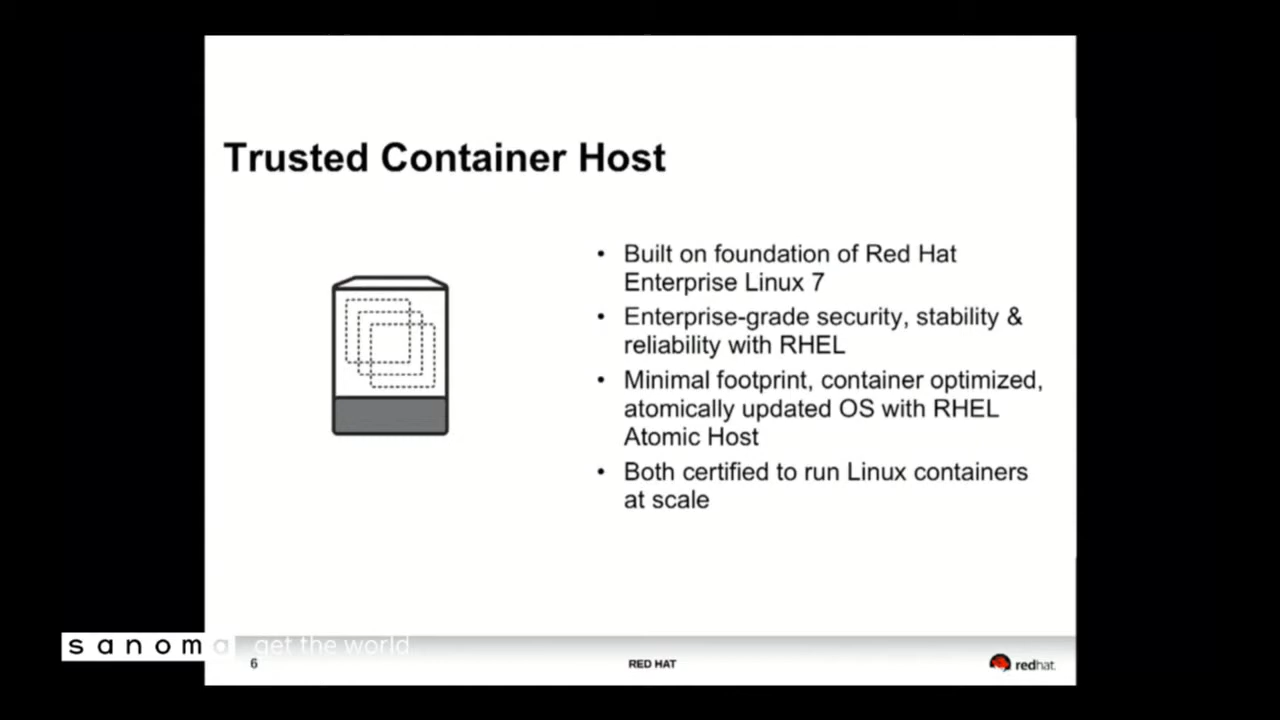 Trusted Container Host
• Built on foundation of Red Hat
Enterprise Linux 7
• Enterprise-grade security, stability &
reliability with RHEL
• Minimal footprint, container optimized,
atomically updated OS with RHEL
Atomic Host
• Both certified to run Linux containers
at scale
sanoma get the world
6
RED HAT
redhat.